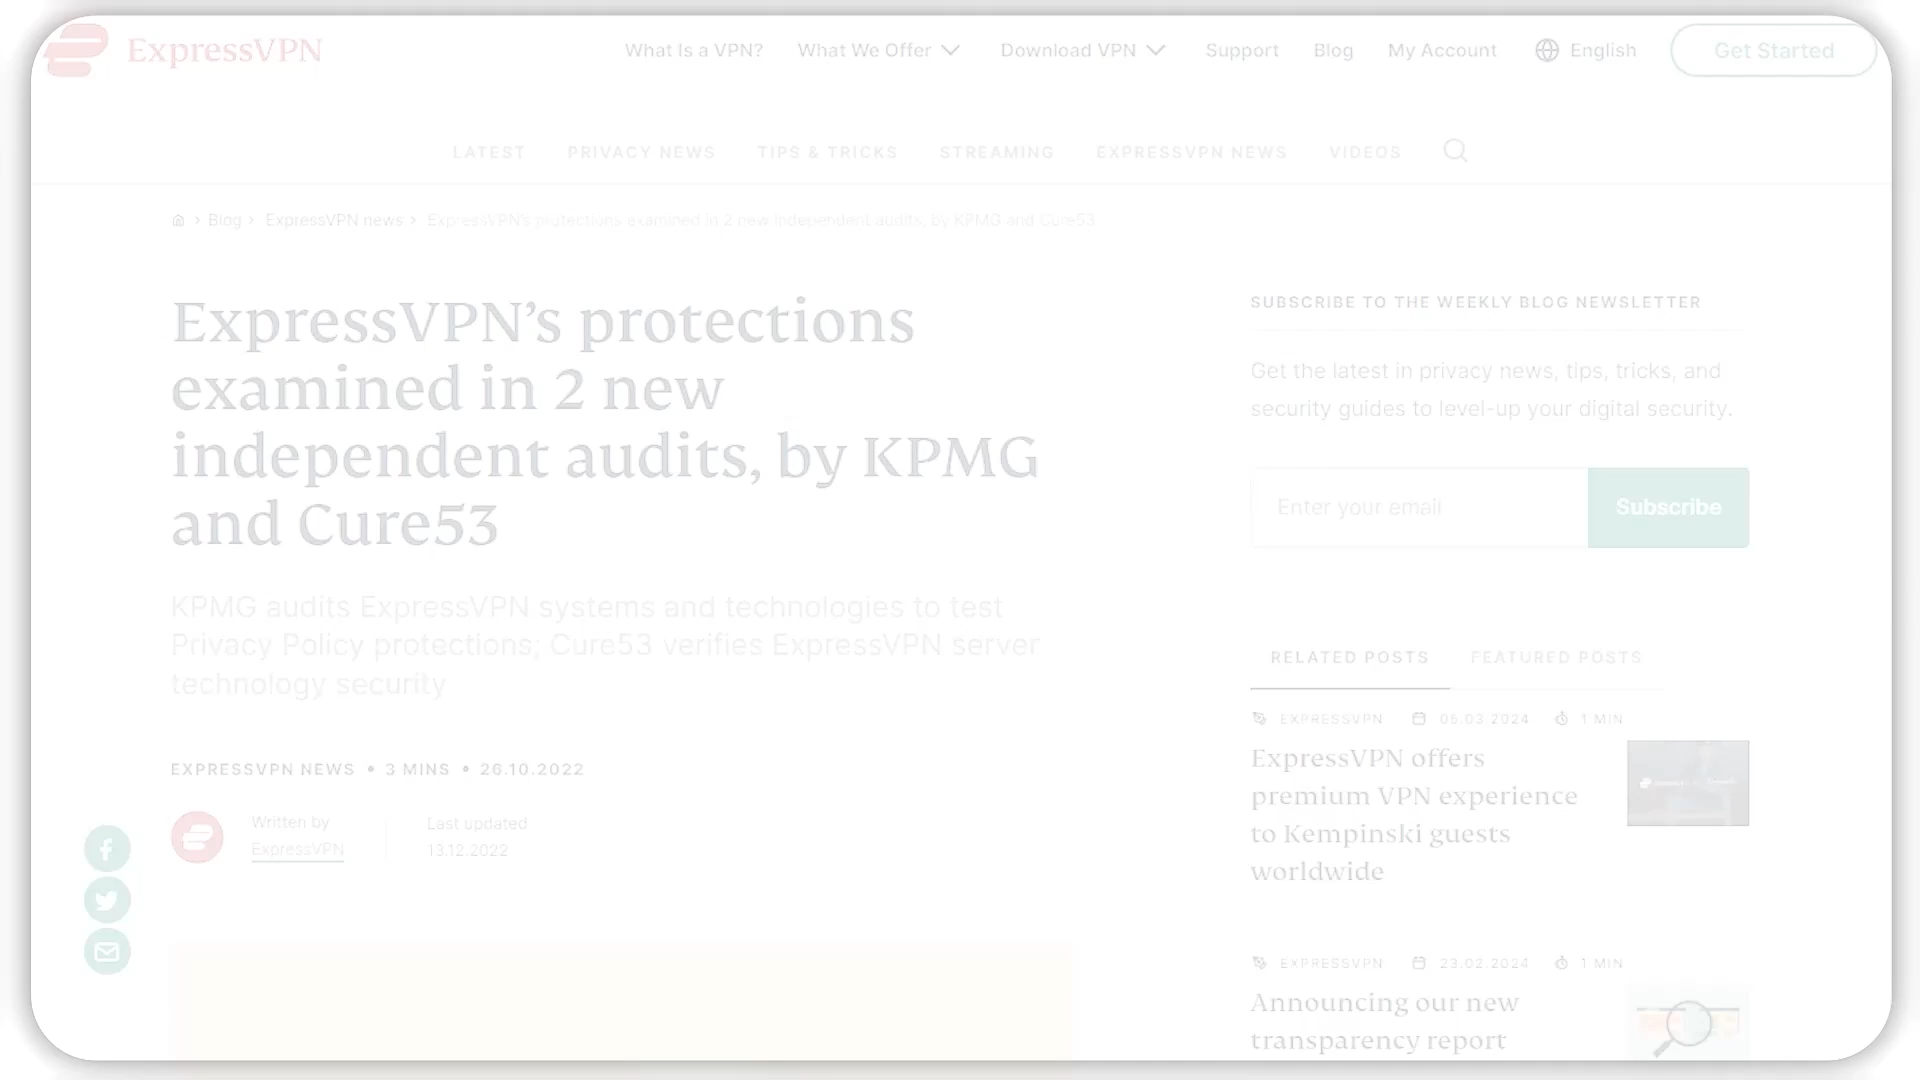 ExpressVPN
What Is a VPN? What We Offer Download VPN Support Blog My Account English Get Started
LATEST PRIVACY NEWS TIPS & TRICKS STREAMING EXPRESSVPN NEWS VIDEOS
Blog ExpressVPN news ExpressVPN's protections examined in 2 new independent audits, by KPMG and Cure53
ExpressVPN's protections
examined in 2 new
independent audits, by KPMG
and Cure53
KPMG audits ExpressVPN systems and technologies to test
Privacy Policy protections; Cure53 verifies ExpressVPN server
technology security
EXPRESSVPN NEWS • 3 MINS • 26.10.2022
Written by
ExpressVPN
Last updated
13.12.2022
SUBSCRIBE TO THE WEEKLY BLOG NEWSLETTER
Get the latest in privacy news, tips, tricks, and
security guides to level-up your digital security.
Enter your email Subscribe
RELATED POSTS FEATURED POSTS
EXPRESSVPN 05.03.2024 1 MIN
ExpressVPN offers
premium VPN experience
to Kempinski guests
worldwide
EXPRESSVPN 23.02.2024 1 MIN
Announcing our new
transparency report